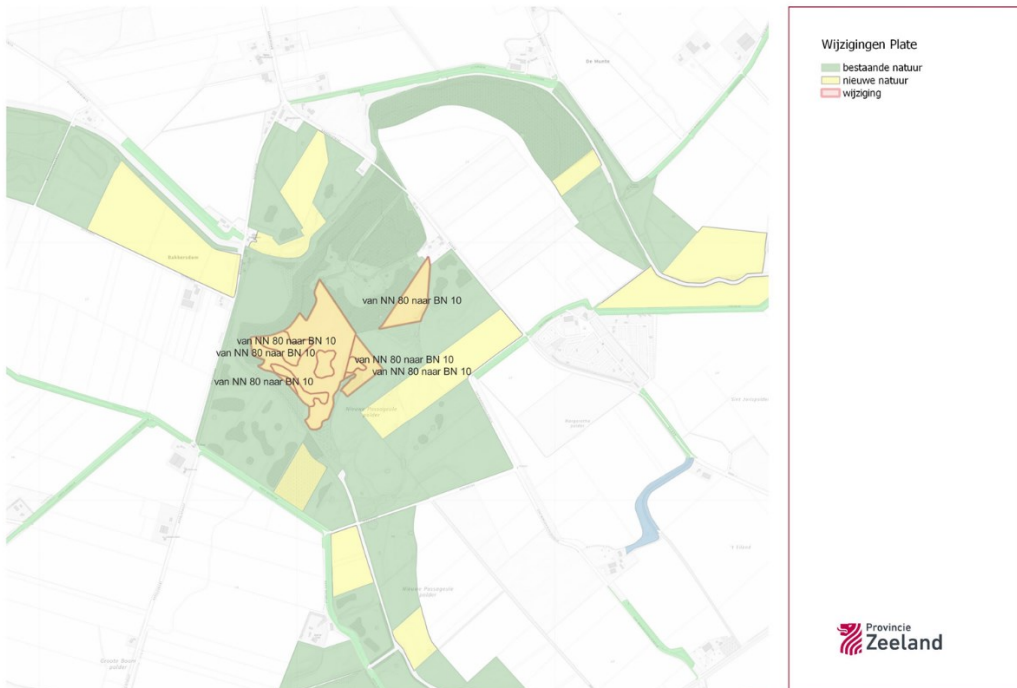 Wijzigingen Plate
bestaande natuur
nieuwe natuur
wijziging
van NN 80 naar BN 10
van NN 80 naar BN 10
van NN 80 naar BN 10
van NN 80 naar BN 10
van NN 80 naar BN 10
van NN 80 naar BN 10
Provincie
Zeeland